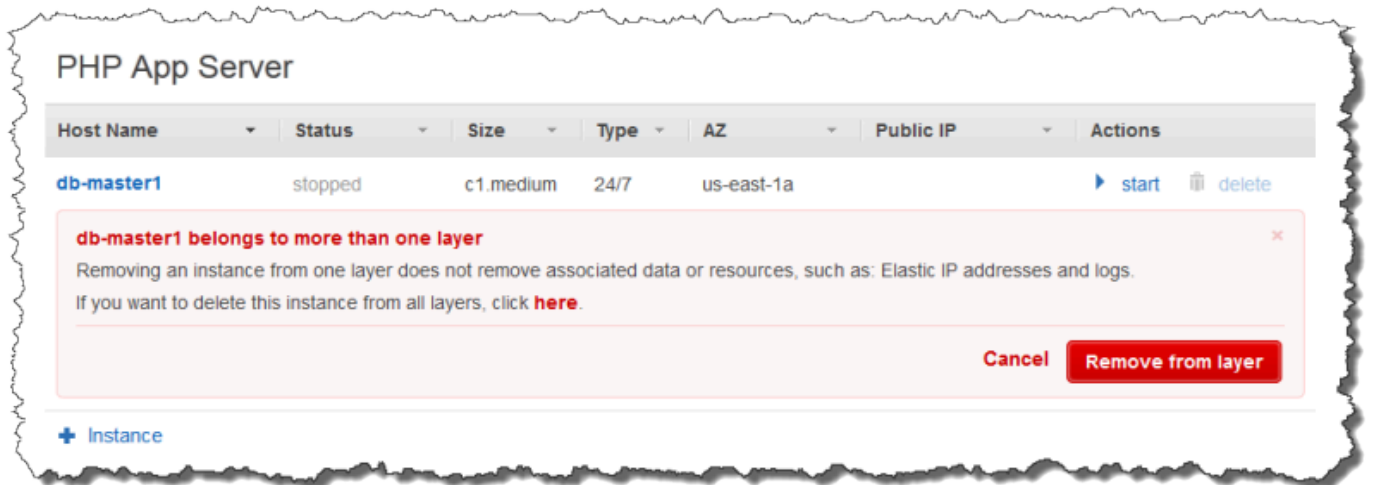 PHP App Server
Host Name Status Size Type AZ Public IP Actions
db-master1 stopped c1.medium 24/7 us-east-1a start delete
db-master1 belongs to more than one layer
Removing an instance from one layer does not remove associated data or resources, such as: Elastic IP addresses and logs.
If you want to delete this instance from all layers, click here.
Cancel Remove from layer
Instance